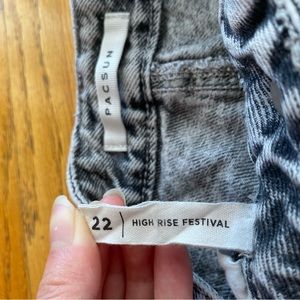 PACSUN
22 \ HIGH RISE FESTIVAL